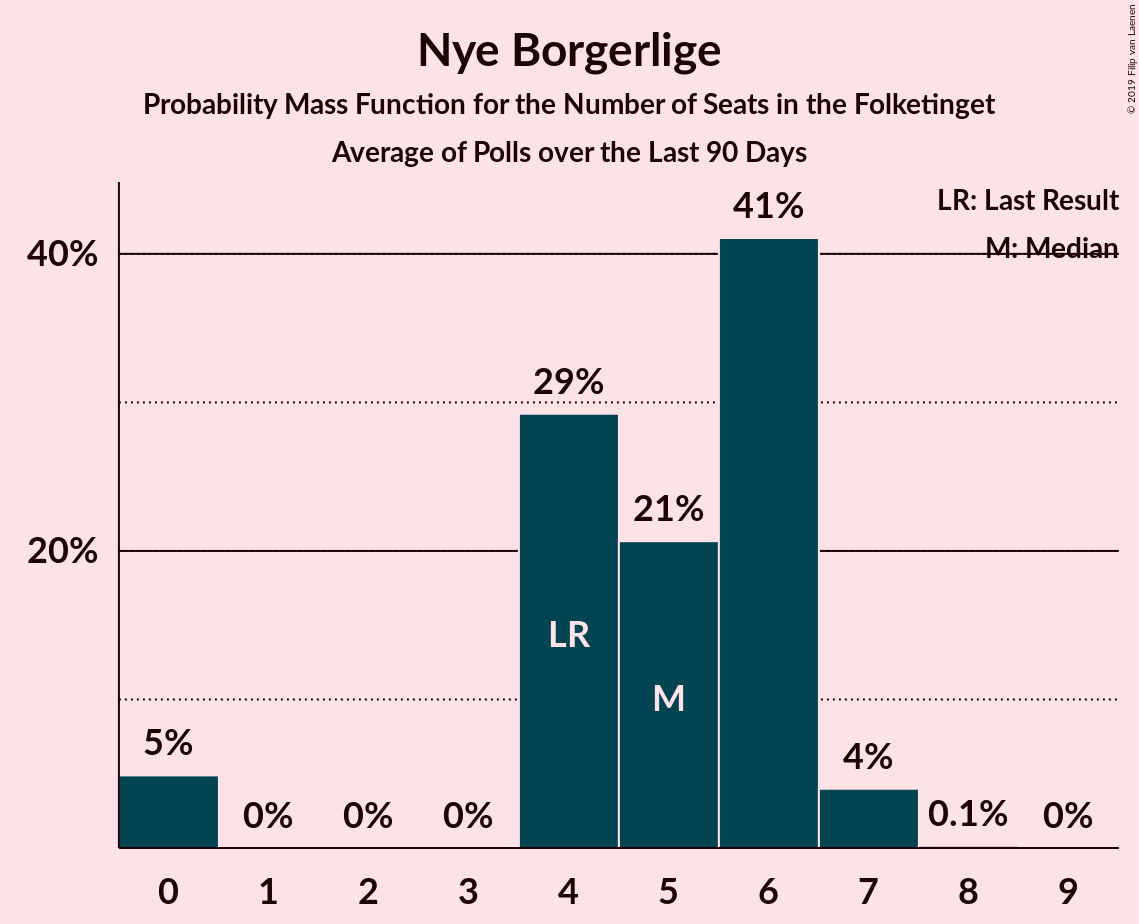 Nye Borgerlige
Probability Mass Function for the Number of Seats in the Folketinget
Average of Polls over the Last 90 Days
© 2019 Filip van Laenen
LR: Last Result
M: Median
40%
20%
5%
0%
0%
0%
29%
21%
41%
4%
0.1%
0%
LR
M
0 1 2 3 4 5 6 7 8 9